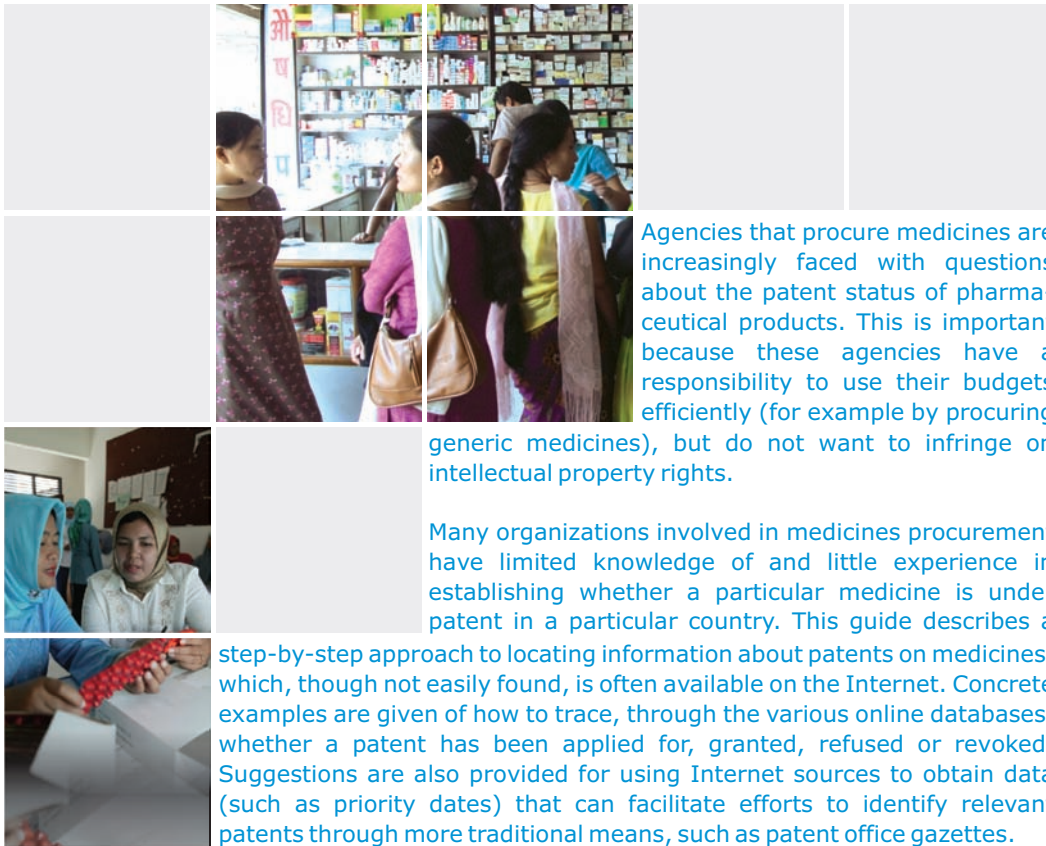 Agencies that procure medicines are
increasingly faced with questions
about the patent status of pharma-
ceutical products. This is important
because these agencies have a
responsibility to use their budgets
efficiently (for example by procuring
generic medicines), but do not want to infringe on
intellectual property rights.
Many organizations involved in medicines procurement
have limited knowledge of and little experience in
establishing whether a particular medicine is under
patent in a particular country. This guide describes a
step-by-step approach to locating information about patents on medicines
which, though not easily found, is often available on the Internet. Concrete
examples are given of how to trace, through the various online databases
whether a patent has been applied for, granted, refused or revoked
Suggestions are also provided for using Internet sources to obtain data
(such as priority dates) that can facilitate efforts to identify relevant
patents through more traditional means, such as patent office gazettes.